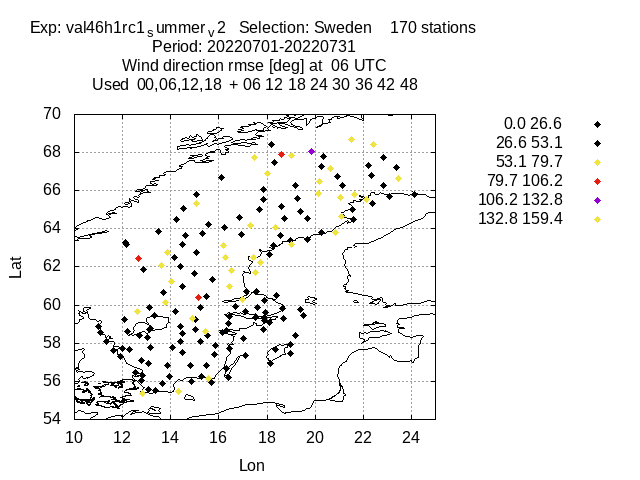 Exp: val46h1rc1summerv2 Selection: Sweden 170 stations
Period: 20220701-20220731
Wind direction rmse [deg] at 06 UTC
Used 00,06,12,18 + 06 12 18 24 30 36 42 48
70
68
66
64
62
60
58
56
54
Lat
10 12 14 16 18 20 22 24
Lon
0.0 26.6
26.6 53.1
53.1 79.7
79.7 106.2
106.2 132.8
132.8 159.4